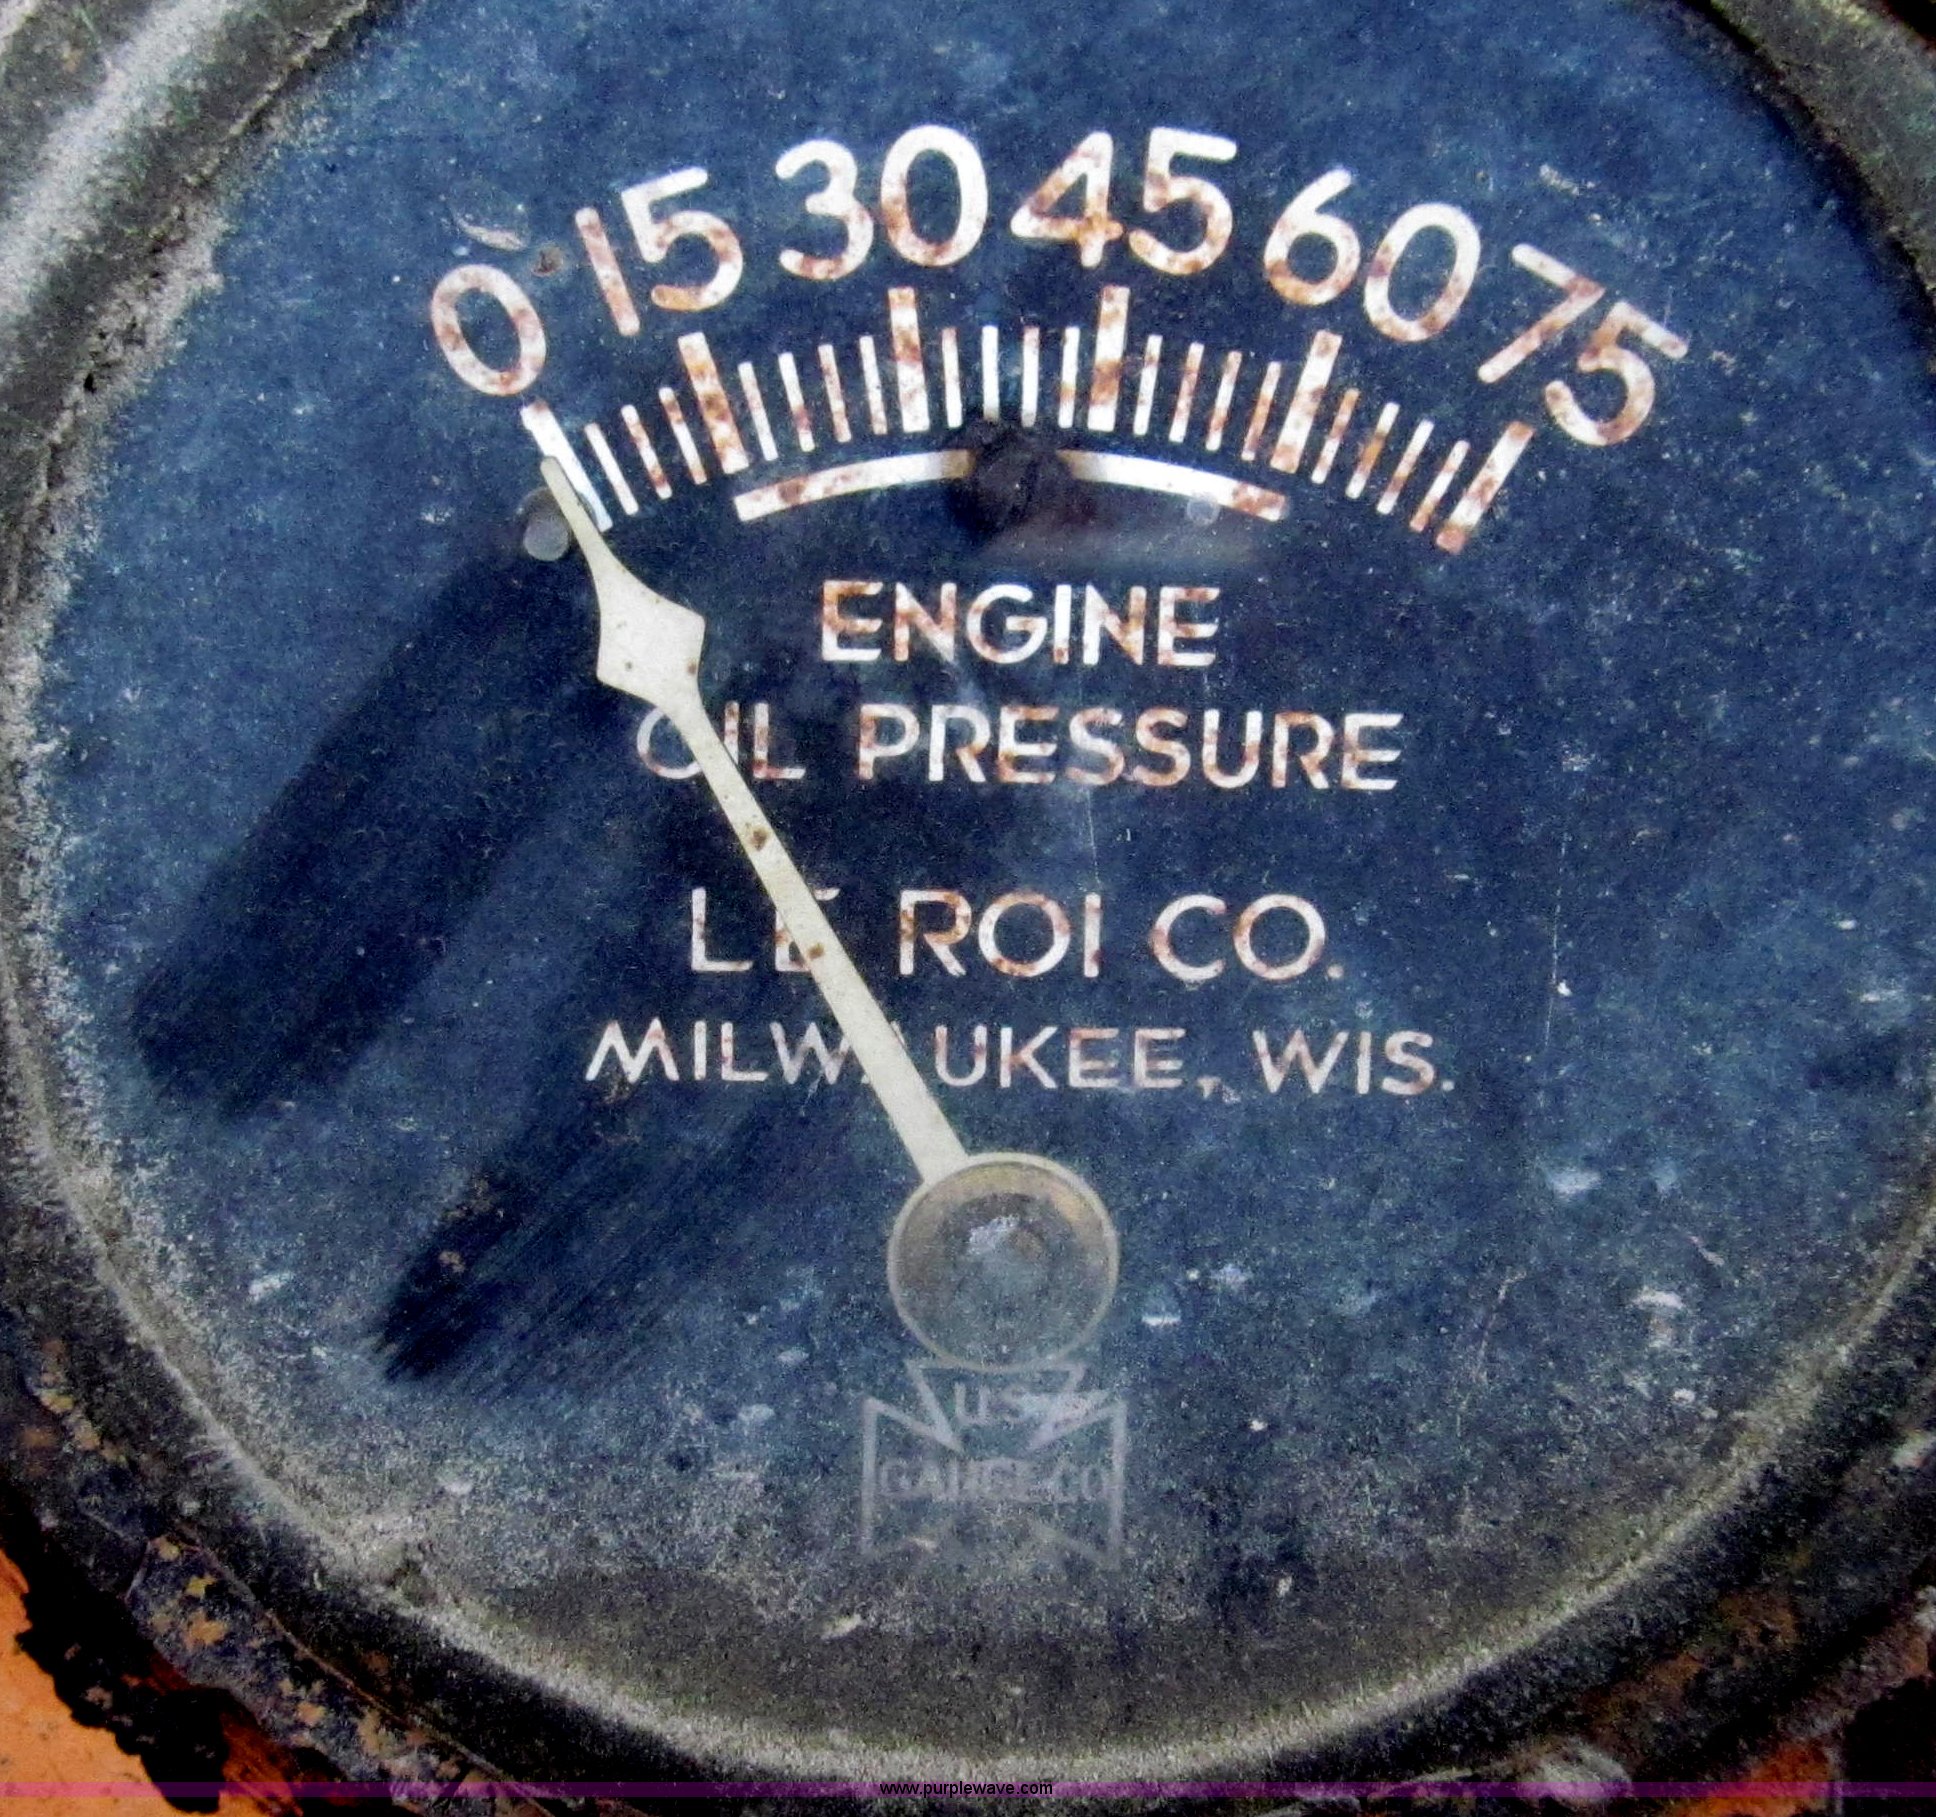 0 15 30 45 60 75
ENGINE
OIL PRESSURE
LE ROI CO.
MILWAUKEE, WIS.
US
GAUGE CO
www.purplewave.com